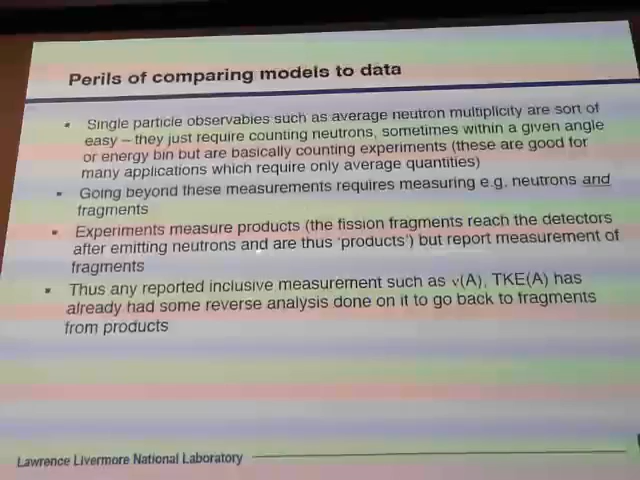 Perils of comparing models to data
▪ Single particle observables such as average neutron multiplicity are sort of
easy – they just require counting neutrons, sometimes within a given angle
or energy bin but are basically counting experiments (these are good for
many applications which require only average quantities)
▪ Going beyond these measurements requires measuring e.g. neutrons and
fragments
▪ Experiments measure products (the fission fragments reach the detectors
after emitting neutrons and are thus ‘products’) but report measurement of
fragments
▪ Thus any reported inclusive measurement such as ν(A), TKE(A) has
already had some reverse analysis done on it to go back to fragments
from products
Lawrence Livermore National Laboratory